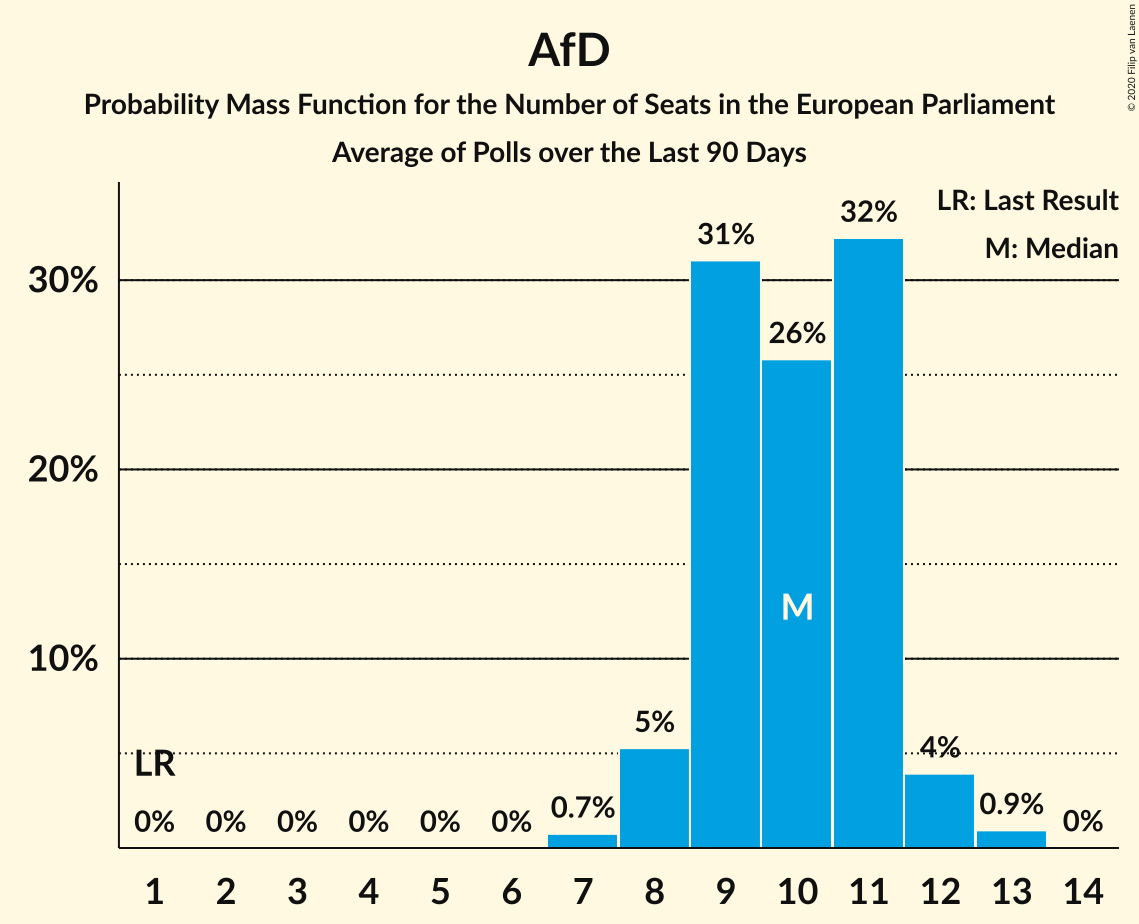 AfD
Probability Mass Function for the Number of Seats in the European Parliament
Average of Polls over the Last 90 Days
© 2020 Filip van Laenen
LR: Last Result
M: Median
30%
20%
10%
31%
26%
32%
M
LR
0%
0%
0%
0%
0%
0%
0.7%
5%
4%
0.9%
0%
1 2 3 4 5 6 7 8 9 10 11 12 13 14